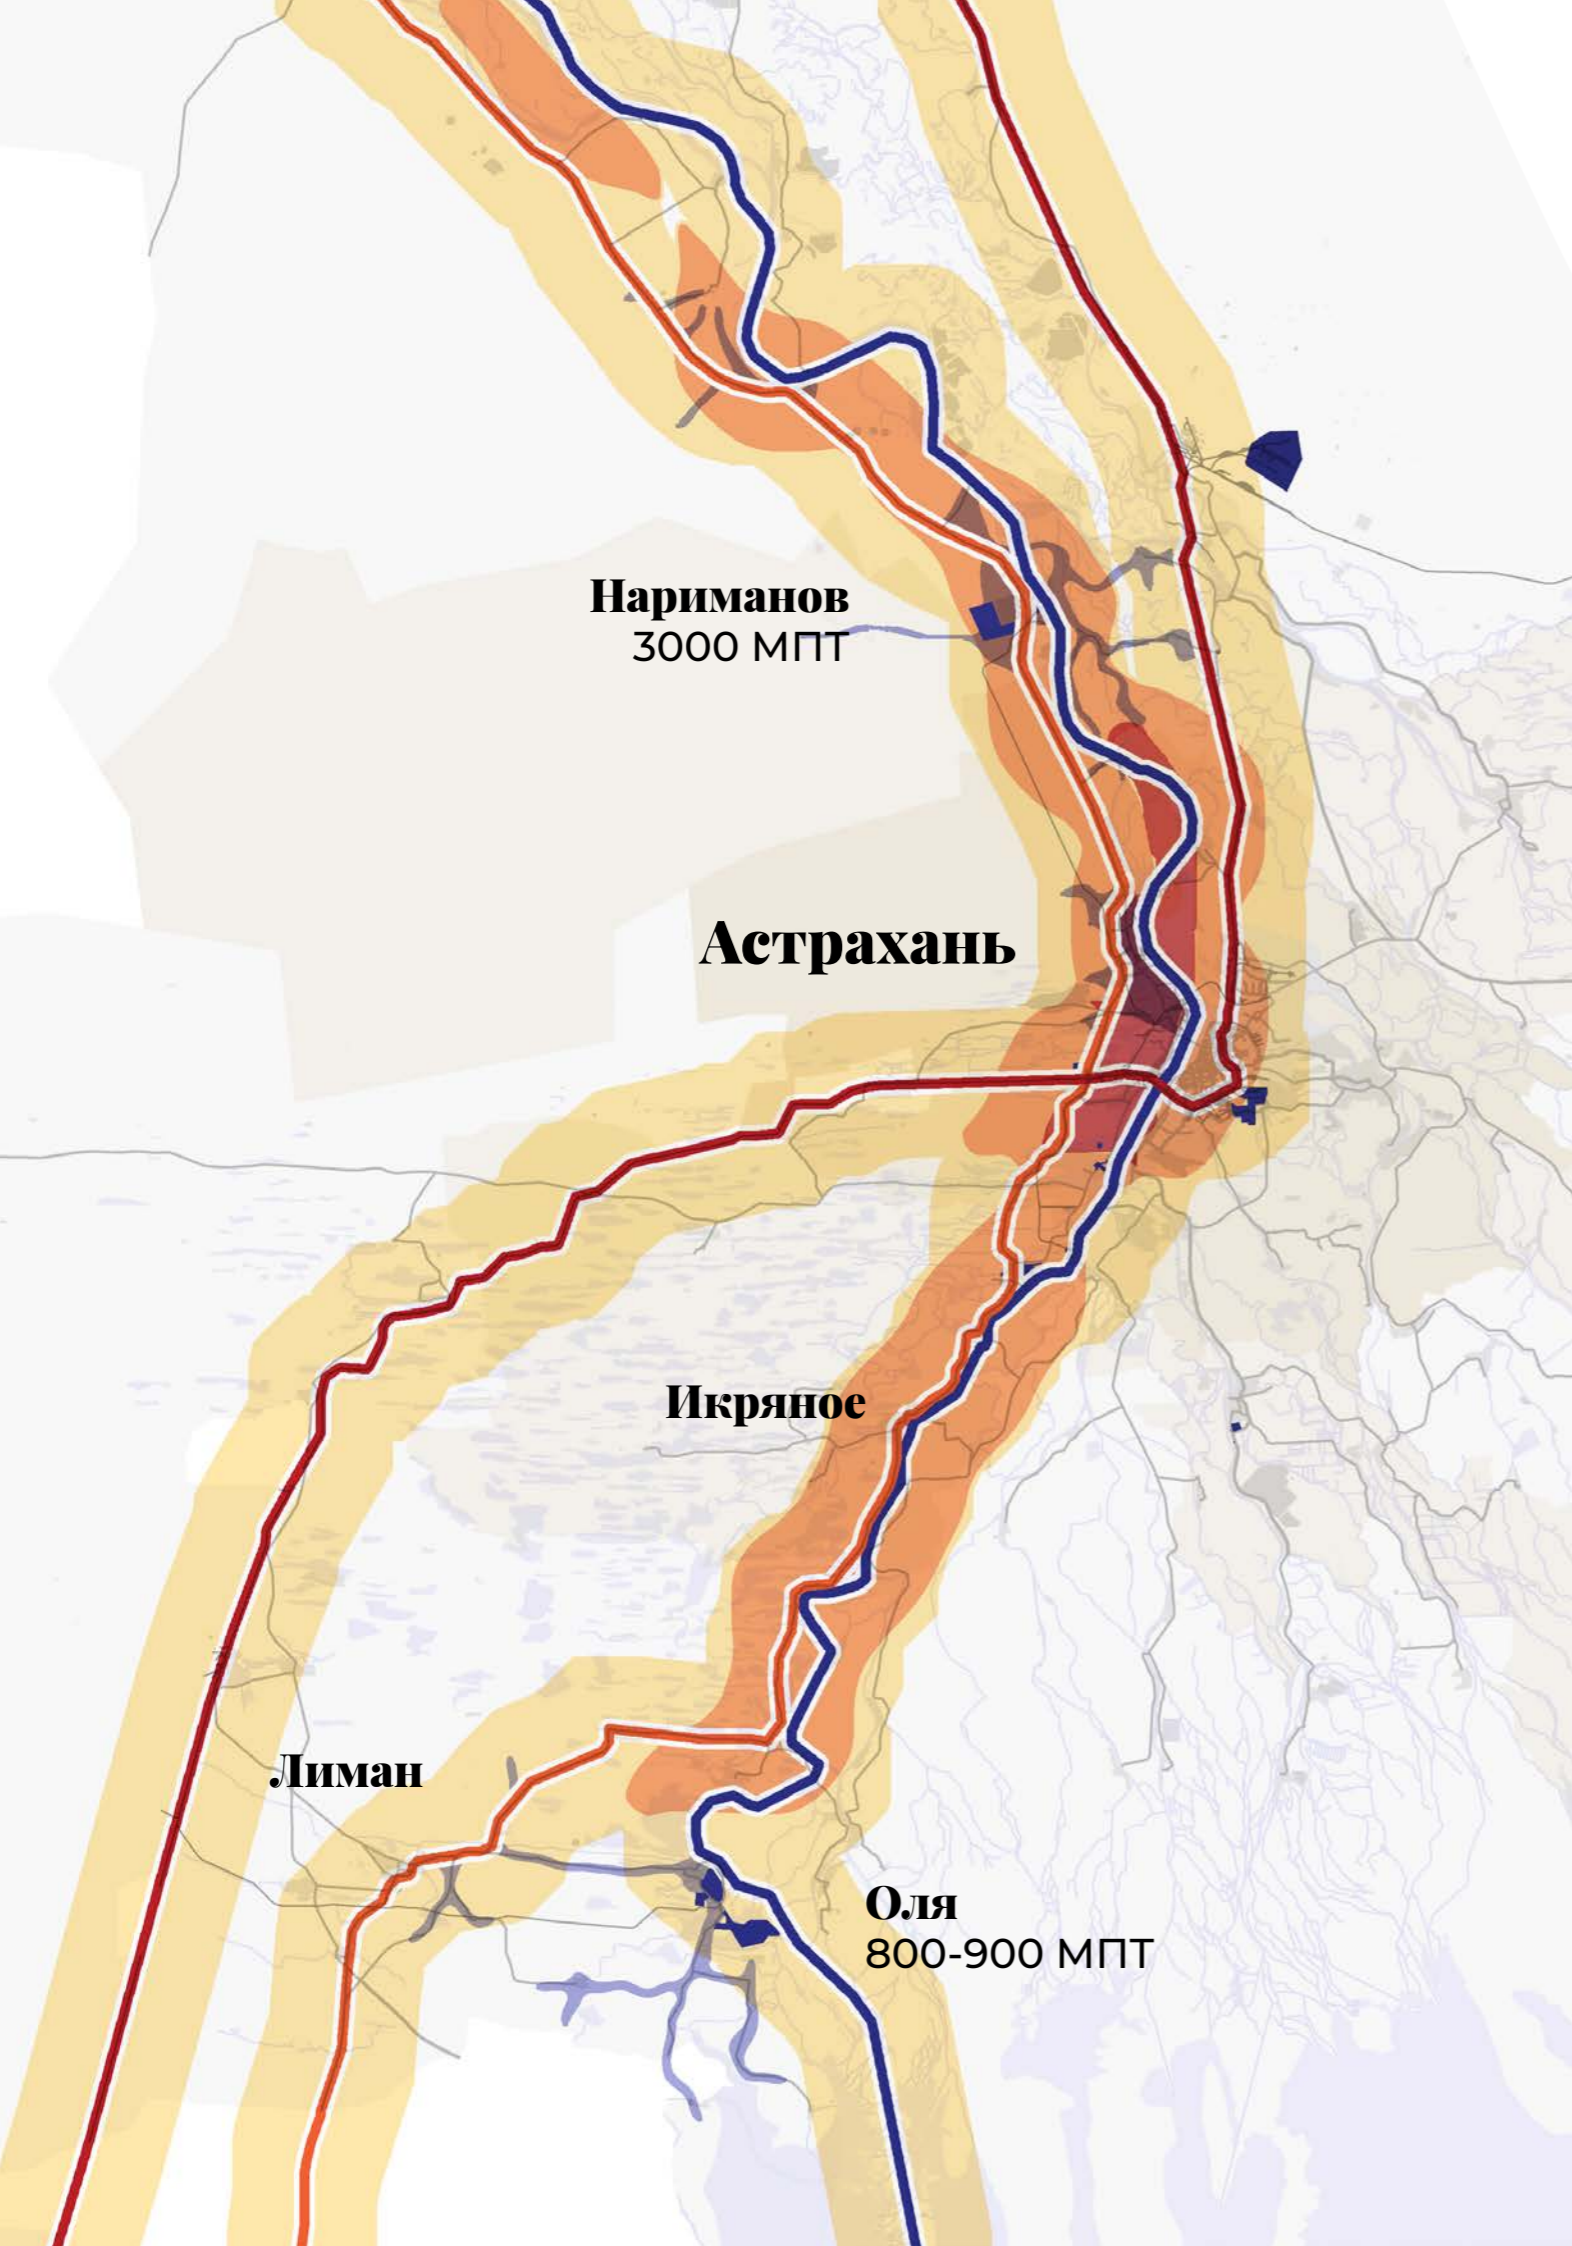 Нариманов
3000 МПТ
Астрахань
Икряное
Лиман
Оля
800-900 МПТ